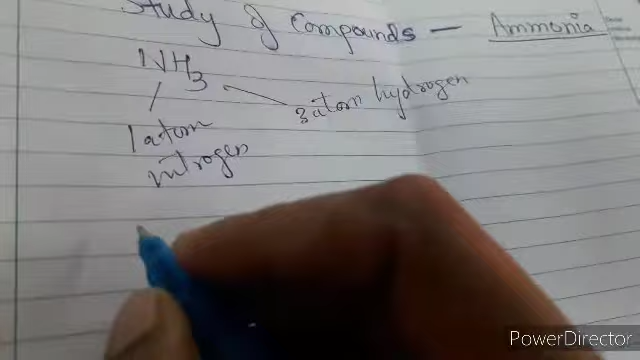 Study of Compounds — Ammonia
NH3
3 atom hydrogen
1 atom
nitrogen
PowerDirector